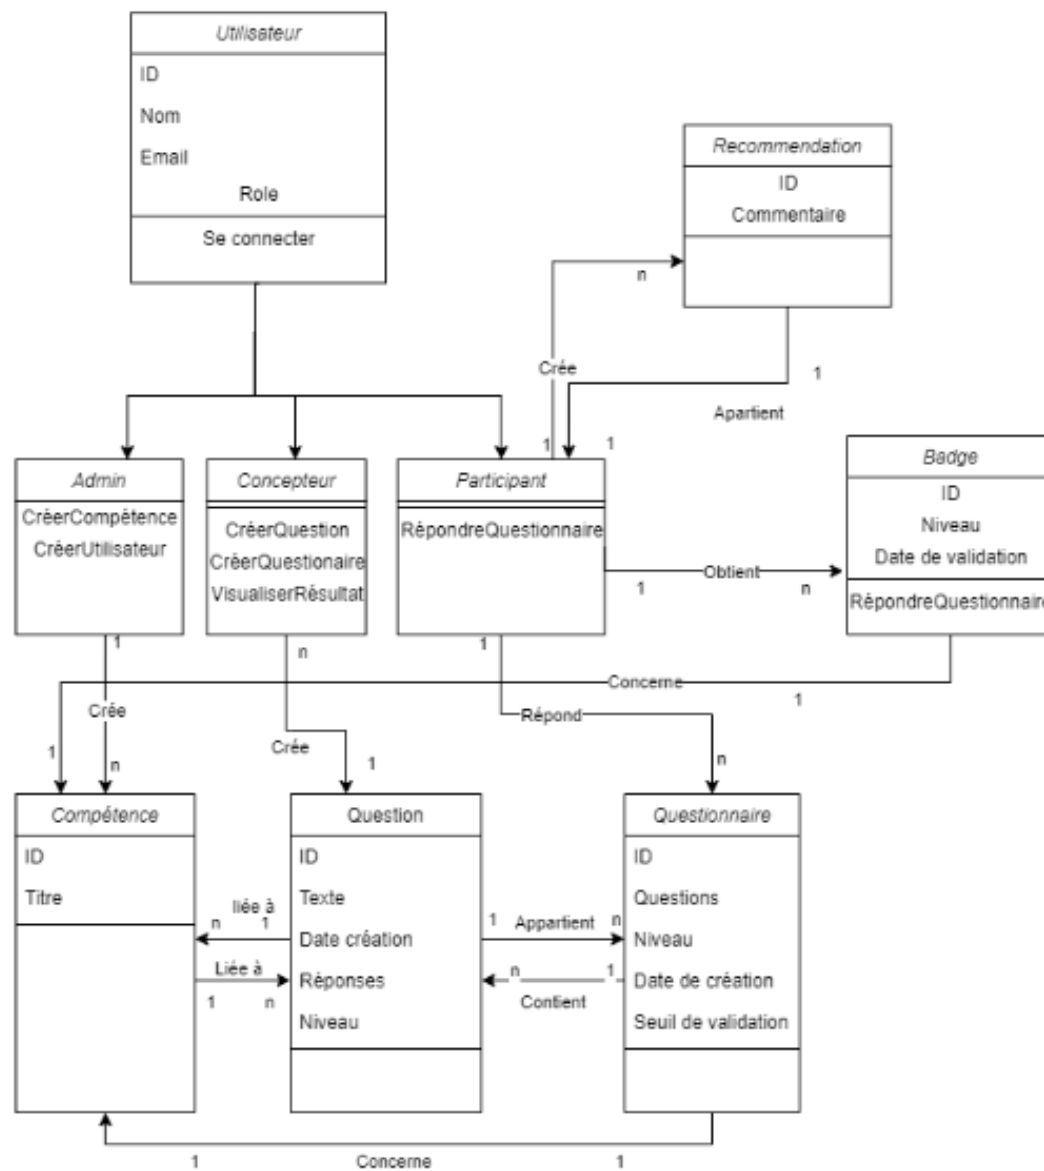 Utilisateur
ID
Nom
Email
Role
Se connecter
Recommendation
ID
Commentaire
n
Crée
1
Apartient
1
1
Admin
CréerCompétence
CréerUtilisateur
Concepteur
CréerQuestion
CréerQuestionaire
VisualiserRésultat
Participant
RépondreQuestionnaire
Badge
ID
Niveau
Date de validation
RépondreQuestionnaire
Obtient
1
n
1
n
1
Concerne
1
Crée
Répond
Crée
1
1
n
n
Compétence
ID
Titre
Question
ID
Texte
Date création
Réponses
Niveau
Questionnaire
ID
Questions
Niveau
Date de création
Seuil de validation
liée à
n
1
Liée à
1
n
1
Appartient
n
n
1
Contient
1
Concerne
1